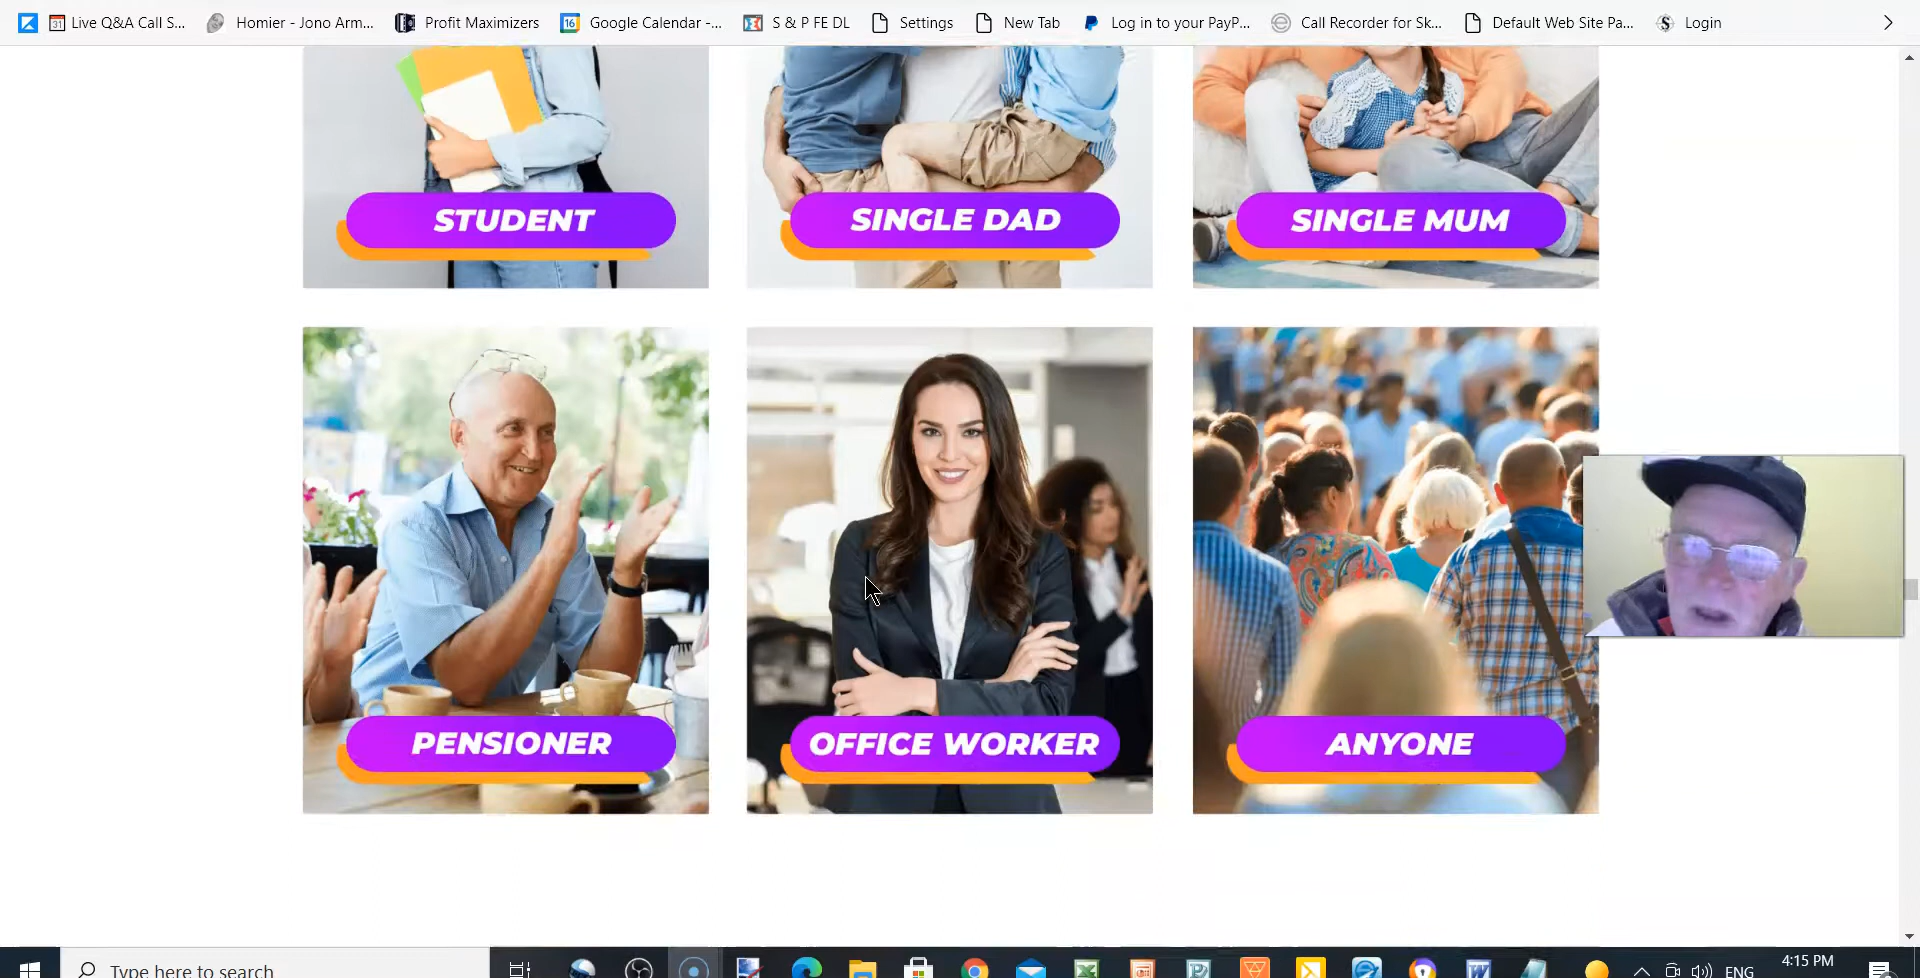 Live Q&A Call S... Homier - Jono Arm... Profit Maximizers Google Calendar -... S & P FE DL Settings New Tab Log in to your PayP... Call Recorder for Sk... Default Web Site Pa... Login
STUDENT SINGLE DAD SINGLE MUM
PENSIONER OFFICE WORKER ANYONE
Type here to search ENG 4:15 PM